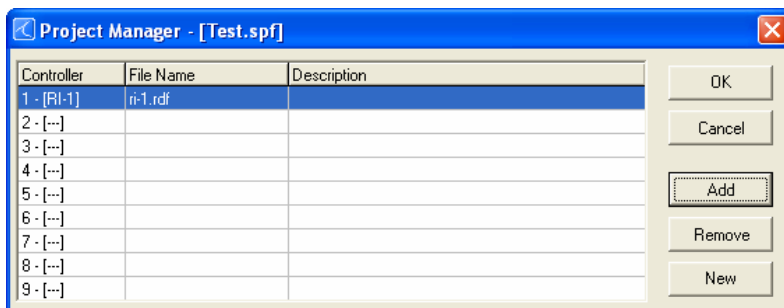 Project Manager - [Test.spf]
Controller File Name Description
1 - [RI-1] ri-1.rdf
2 - [---]
3 - [---]
4 - [---]
5 - [---]
6 - [---]
7 - [---]
8 - [---]
9 - [---]
OK
Cancel
Add
Remove
New